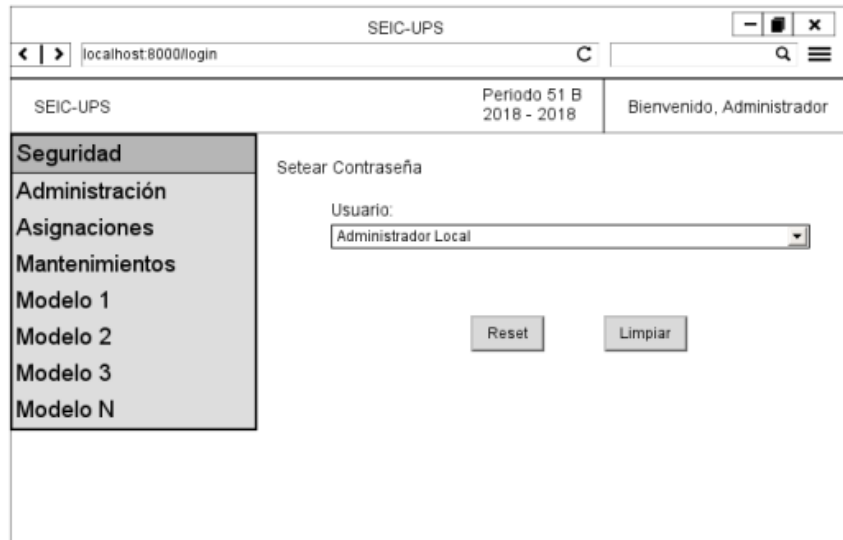 SEIC-UPS
localhost:8000/login
SEIC-UPS
Periodo 51 B
2018 - 2018
Bienvenido, Administrador
Seguridad
Administración
Asignaciones
Mantenimientos
Modelo 1
Modelo 2
Modelo 3
Modelo N
Setear Contraseña
Usuario:
Administrador Local
Reset
Limpiar